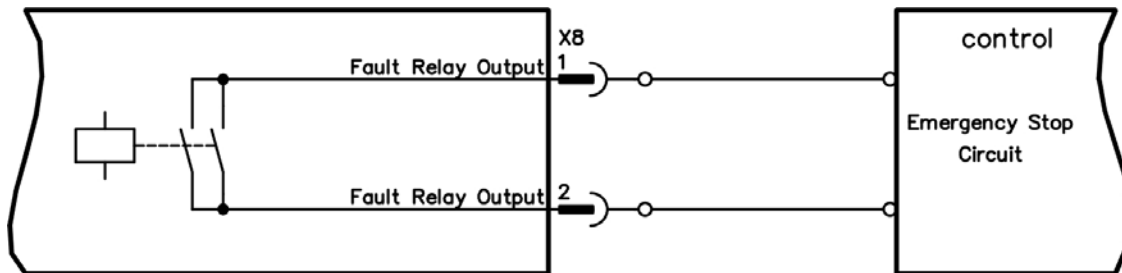 X8
control
Fault Relay Output 1
Emergency Stop
Circuit
Fault Relay Output 2